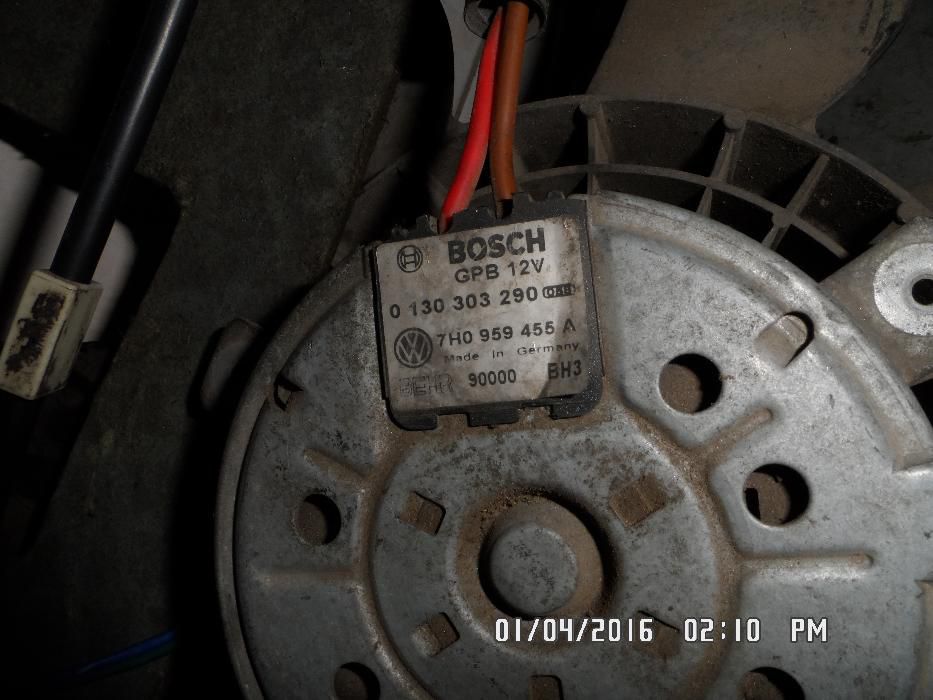 BOSCH
GPB 12V
0 130 303 290
7H0 959 455 A
Made in Germany
BEHR 90000 BH3
01/04/2016 02:10 PM